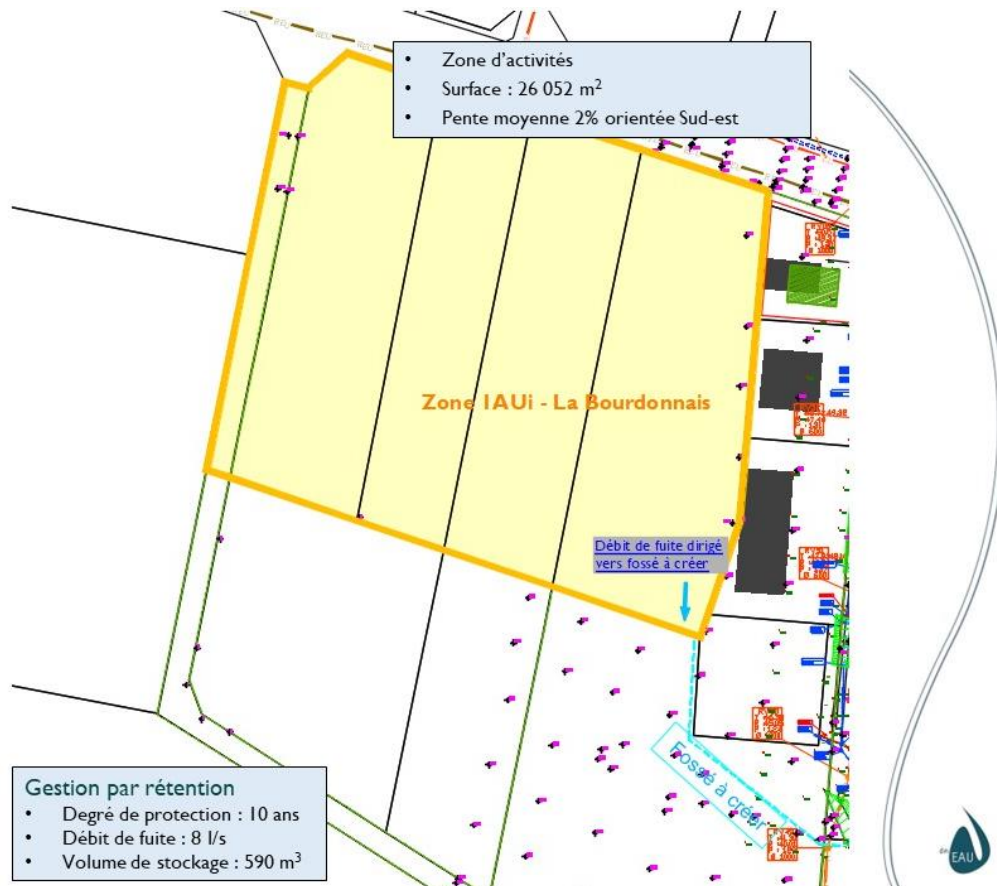 • Zone d'activités
• Surface : 26 052 m²
• Pente moyenne 2% orientée Sud-est
Zone IAUi - La Bourdonnais
Débit de fuite dirigé
vers fossé à créer
Fossé à créer
Gestion par rétention
• Degré de protection : 10 ans
• Débit de fuite : 8 l/s
• Volume de stockage : 590 m³
EAU